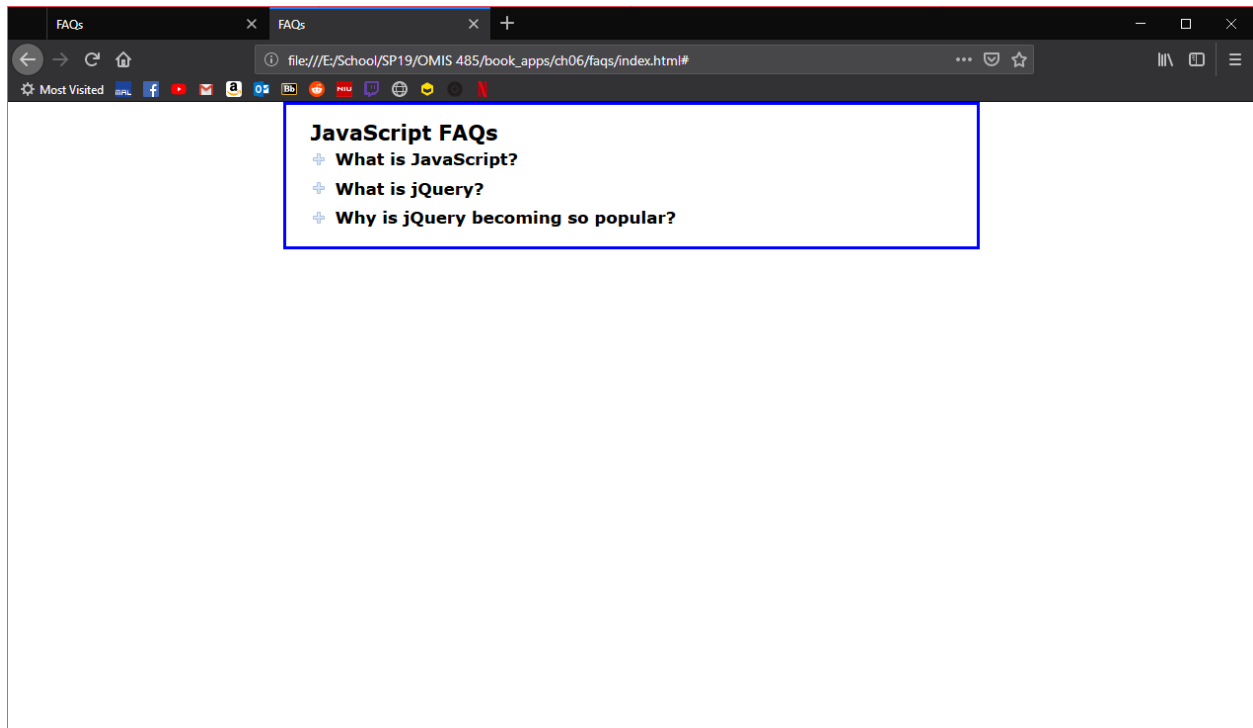 FAQs
FAQs
file:///E:/School/SP19/OMIS 485/book_apps/ch06/faqs/index.html#
Most Visited
JavaScript FAQs
What is JavaScript?
What is jQuery?
Why is jQuery becoming so popular?